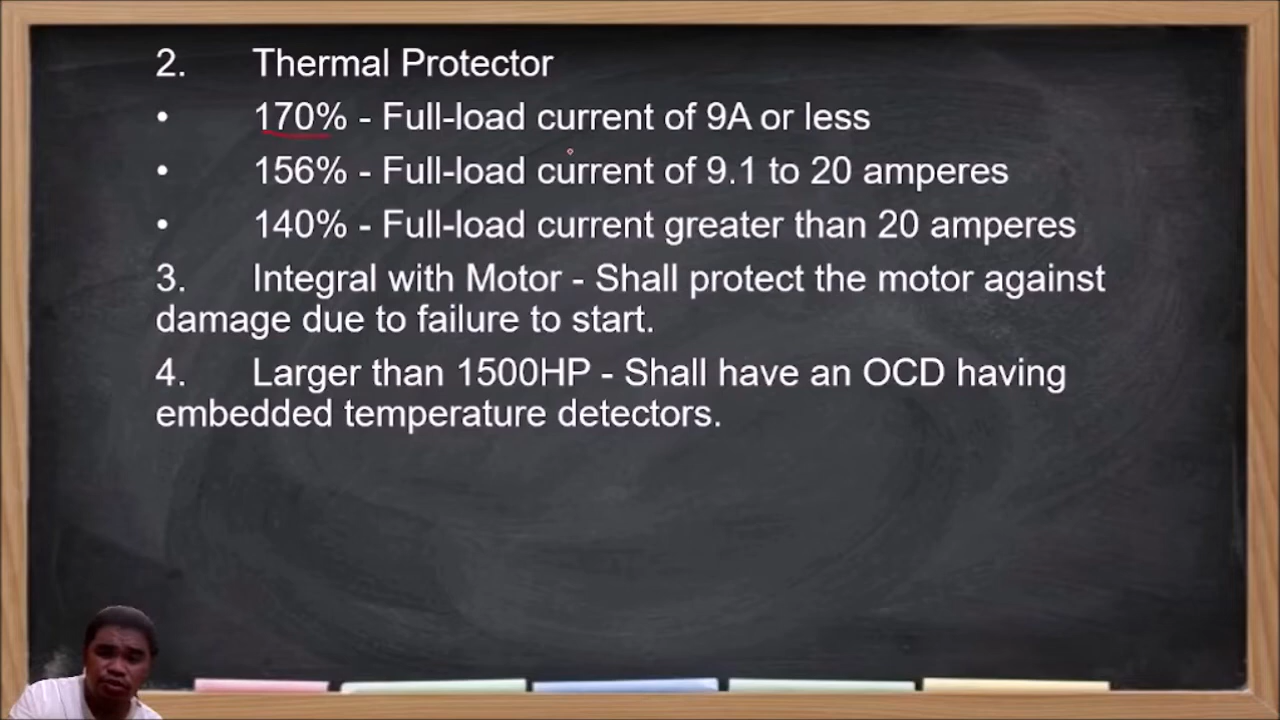 2. Thermal Protector
• 170% - Full-load current of 9A or less
• 156% - Full-load current of 9.1 to 20 amperes
• 140% - Full-load current greater than 20 amperes
3. Integral with Motor - Shall protect the motor against
damage due to failure to start.
4. Larger than 1500HP - Shall have an OCD having
embedded temperature detectors.